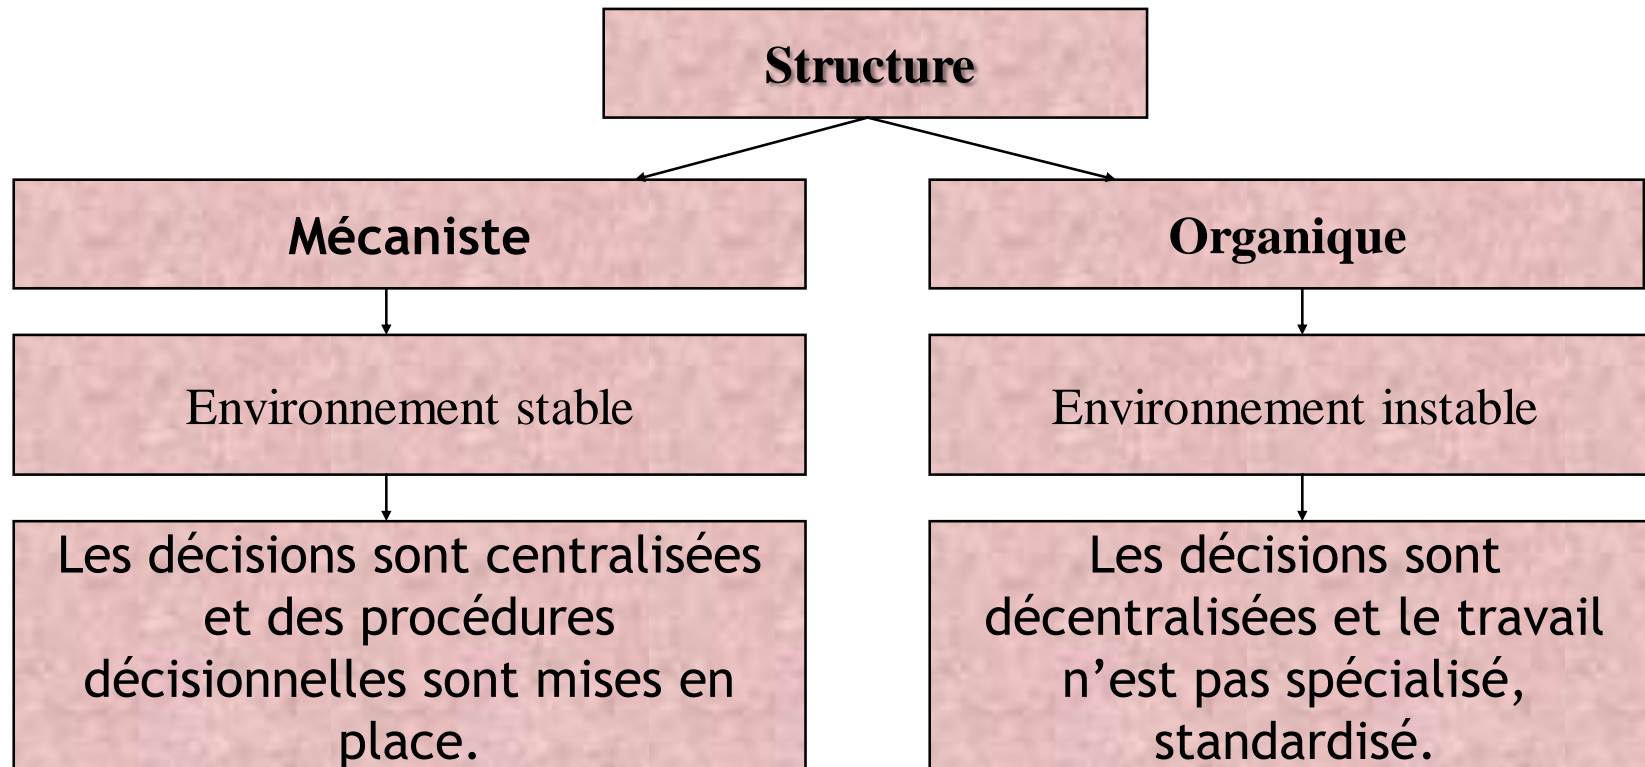 Structure
Mécaniste
Organique
Environnement stable
Environnement instable
Les décisions sont centralisées
et des procédures
décisionnelles sont mises en
place.
Les décisions sont
décentralisées et le travail
n’est pas spécialisé,
standardisé.